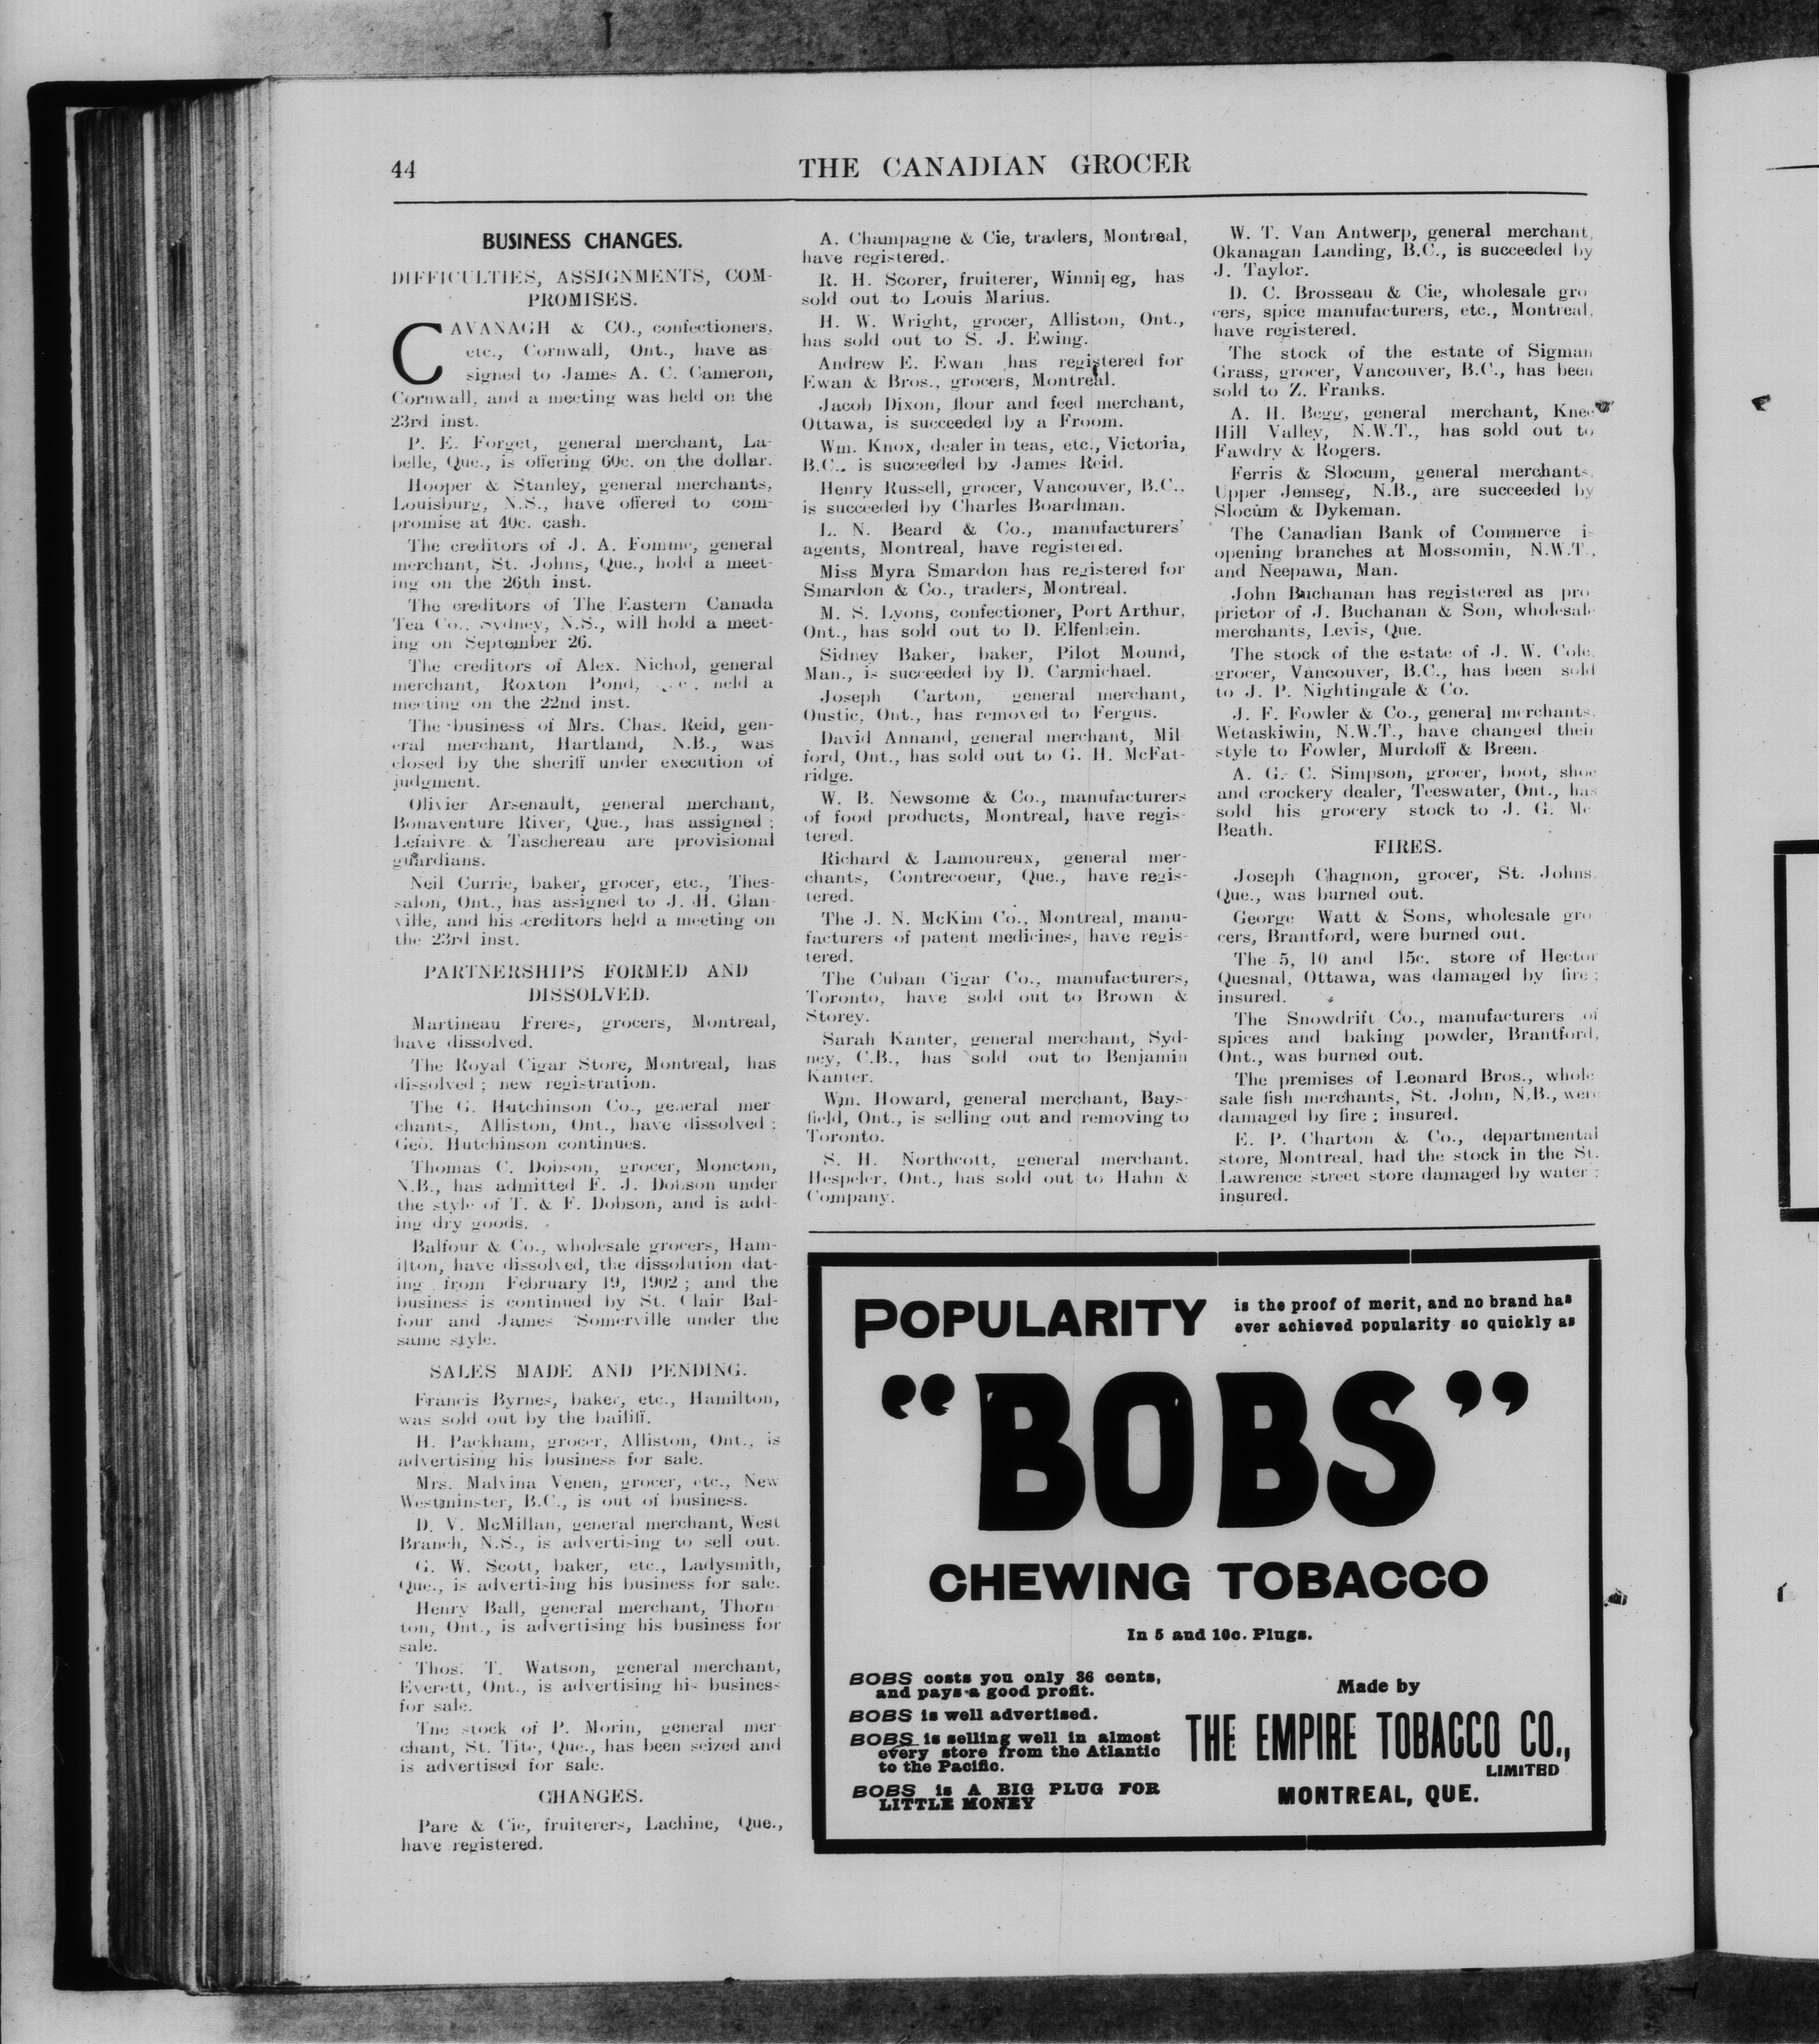 44
THE CANADIAN GROCER
BUSINESS CHANGES.
DIFFICULTIES, ASSIGNMENTS, COM-
PROMISES.
CAVANAGH & CO., confectioners,
etc., Cornwall, Ont., have as
signed to James A. C. Cameron,
Cornwall, and a meeting was held on the
23rd inst.
P. E. Forget, general merchant, La-
belle, Que., is offering 60c. on the dollar.
Hooper & Stanley, general merchants,
Louisburg, N.S., have offered to com-
promise at 40c. cash.
The creditors of J. A. Fomme, general
merchant, St. Johns, Que., hold a meet-
ing on the 26th inst.
The creditors of The Eastern Canada
Tea Co., Sydney, N.S., will hold a meet-
ing on September 26.
The creditors of Alex. Nichol, general
merchant, Roxton Pond, held a
meeting on the 22nd inst.
The business of Mrs. Chas. Reid, gen-
eral merchant, Hartland, N.B., was
closed by the sheriff under execution of
judgment.
Olivier Arsenault, general merchant,
Bonaventure River, Que., has assigned ;
Lefaivre & Taschereau are provisional
guardians.
Neil Currie, baker, grocer, etc., Thes-
salon, Ont., has assigned to J. H. Glan-
ville, and his creditors held a meeting on
the 23rd inst.
PARTNERSHIPS FORMED AND
DISSOLVED.
Martineau Freres, grocers, Montreal,
have dissolved.
The Royal Cigar Store, Montreal, has
dissolved ; new registration.
The G. Hutchinson Co., general mer
chants, Alliston, Ont., have dissolved ;
Geo. Hutchinson continues.
Thomas C. Dobson, grocer, Moncton,
N.B., has admitted F. J. Dobson under
the style of T. & F. Dobson, and is add-
ing dry goods.
Balfour & Co., wholesale grocers, Ham-
ilton, have dissolved, the dissolution dat-
ing from February 19, 1902 ; and the
business is continued by St. Clair Bal-
four and James Somerville under the
same style.
SALES MADE AND PENDING.
Francis Byrnes, baker, etc., Hamilton,
was sold out by the bailiff.
H. Packham, grocer, Alliston, Ont., is
advertising his business for sale.
Mrs. Malvina Venen, grocer, etc., New
Westminster, B.C., is out of business.
D. V. McMillan, general merchant, West
Branch, N.S., is advertising to sell out.
G. W. Scott, baker, etc., Ladysmith,
Que., is advertising his business for sale.
Henry Ball, general merchant, Thorn
ton, Ont., is advertising his business for
sale.
Thos. T. Watson, general merchant,
Everett, Ont., is advertising his business
for sale.
The stock of P. Morin, general mer
chant, St. Tite, Que., has been seized and
is advertised for sale.
CHANGES.
Pare & Cie, fruiterers, Lachine, Que.,
have registered.
A. Champagne & Cie, traders, Montreal,
have registered.
R. H. Scorer, fruiterer, Winnipeg, has
sold out to Louis Marius.
H. W. Wright, grocer, Alliston, Ont.,
has sold out to S. J. Ewing.
Andrew E. Ewan has registered for
Ewan & Bros., grocers, Montreal.
Jacob Dixon, flour and feed merchant,
Ottawa, is succeeded by a Froom.
Wm. Knox, dealer in teas, etc., Victoria,
B.C., is succeeded by James Reid.
Henry Russell, grocer, Vancouver, B.C.,
is succeeded by Charles Boardman.
L. N. Beard & Co., manufacturers'
agents, Montreal, have registered.
Miss Myra Smardon has registered for
Smardon & Co., traders, Montreal.
M. S. Lyons, confectioner, Port Arthur,
Ont., has sold out to D. Elfenbein.
Sidney Baker, baker, Pilot Mound,
Man., is succeeded by D. Carmichael.
Joseph Carton, general merchant,
Oustic, Ont., has removed to Fergus.
David Annand, general merchant, Mil
ford, Ont., has sold out to G. H. McFat-
ridge.
W. B. Newsome & Co., manufacturers
of food products, Montreal, have regis-
tered.
Richard & Lamoureux, general mer-
chants, Contrecoeur, Que., have regis-
tered.
The J. N. McKim Co., Montreal, manu-
facturers of patent medicines, have regis-
tered.
The Cuban Cigar Co., manufacturers,
Toronto, have sold out to Brown &
Storey.
Sarah Kanter, general merchant, Syd-
ney, C.B., has sold out to Benjamin
Kanter.
Wm. Howard, general merchant, Bays-
field, Ont., is selling out and removing to
Toronto.
S. H. Northcott, general merchant,
Hespeler, Ont., has sold out to Hahn &
Company.
W. T. Van Antwerp, general merchant,
Okanagan Landing, B.C., is succeeded by
J. Taylor.
D. C. Brosseau & Cie, wholesale gro
cers, spice manufacturers, etc., Montreal,
have registered.
The stock of the estate of Sigman
Grass, grocer, Vancouver, B.C., has been
sold to Z. Franks.
A. H. Begg, general merchant, Knee
Hill Valley, N.W.T., has sold out to
Fawdry & Rogers.
Ferris & Slocum, general merchants,
Upper Jemseg, N.B., are succeeded by
Slocum & Dykeman.
The Canadian Bank of Commerce is
opening branches at Mossomin, N.W.T.,
and Neepawa, Man.
John Buchanan has registered as pro
prietor of J. Buchanan & Son, wholesale
merchants, Levis, Que.
The stock of the estate of J. W. Cole,
grocer, Vancouver, B.C., has been sold
to J. P. Nightingale & Co.
J. F. Fowler & Co., general merchants,
Wetaskiwin, N.W.T., have changed their
style to Fowler, Murdoff & Breen.
A. G. C. Simpson, grocer, boot, shoe
and crockery dealer, Teeswater, Ont., has
sold his grocery stock to J. G. Mc
Beath.
FIRES.
Joseph Chagnon, grocer, St. Johns,
Que., was burned out.
George Watt & Sons, wholesale gro
cers, Brantford, were burned out.
The 5, 10 and 15c. store of Hector
Quesnal, Ottawa, was damaged by fire ;
insured.
The Snowdrift Co., manufacturers of
spices and baking powder, Brantford,
Ont., was burned out.
The premises of Leonard Bros., whole
sale fish merchants, St. John, N.B., were
damaged by fire ; insured.
E. P. Charton & Co., departmental
store, Montreal, had the stock in the St.
Lawrence street store damaged by water ;
insured.
POPULARITY is the proof of merit, and no brand has
ever achieved popularity so quickly as
"BOBS"
CHEWING TOBACCO
In 5 and 10c. Plugs.
BOBS costs you only 36 cents,
and pays a good profit.
BOBS is well advertised.
BOBS is selling well in almost
every store from the Atlantic
to the Pacific.
BOBS is A BIG PLUG FOR
LITTLE MONEY
Made by
THE EMPIRE TOBACCO CO.,
LIMITED
MONTREAL, QUE.